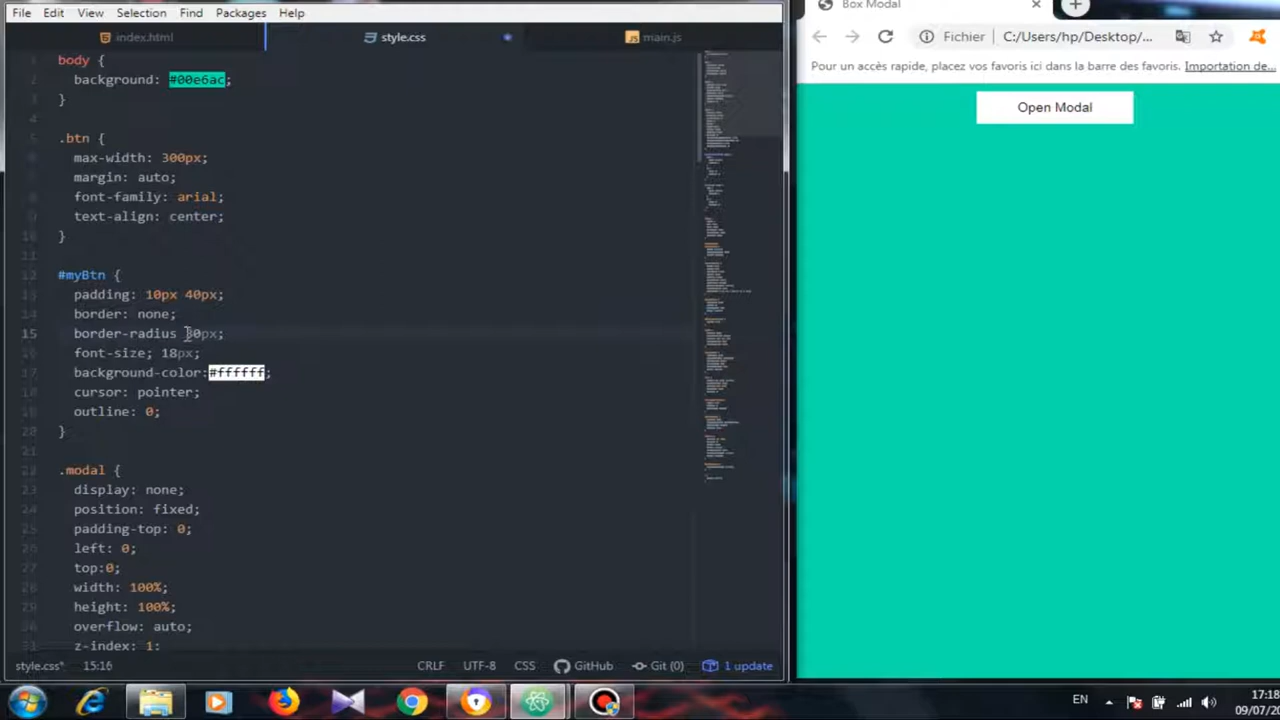 File Edit View Selection Find Packages Help
Box Modal
index.html
style.css
main.js
Fichier
C:/Users/hp/Desktop/...
Pour un accès rapide, placez vos favoris ici dans la barre des favoris. Importation de...
Open Modal
body {
background: #00e6ac;
}
.btn {
max-width: 300px;
margin: auto;
font-family: arial;
text-align: center;
}
#myBtn {
padding: 10px 40px;
border: none;
border-radius
font-size; 18px;
background-color:#ffffff
cursor: pointer;
outline: 0;
}
.modal {
display: none;
position: fixed;
padding-top: 0;
left: 0;
top:0;
width: 100%;
height: 100%;
overflow: auto;
z-index: 1;
style.css* 15:16 CRLF UTF-8 CSS GitHub Git (0) 1 update
EN
17:18
09/07/20